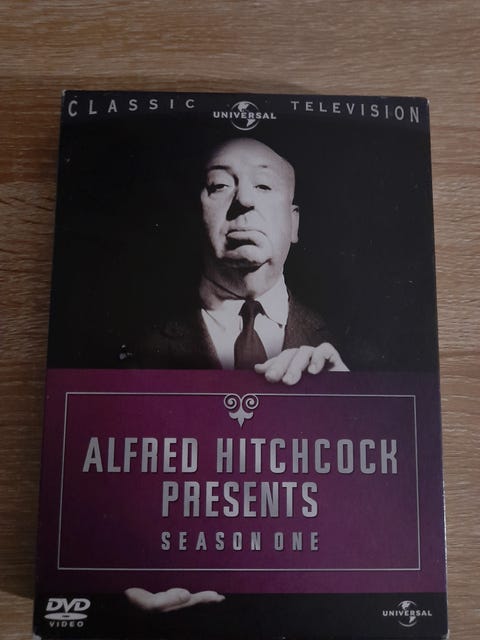 CLASSIC UNIVERSAL TELEVISION
ALFRED HITCHCOCK
PRESENTS
SEASON ONE
DVD
VIDEO
UNIVERSAL